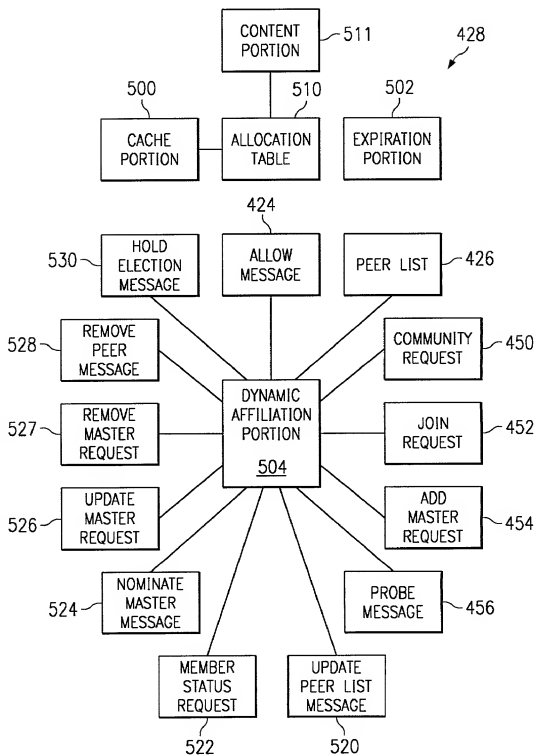 CONTENT
PORTION
511
428
500
510
502
CACHE
PORTION
ALLOCATION
TABLE
EXPIRATION
PORTION
424
530
HOLD
ELECTION
MESSAGE
ALLOW
MESSAGE
PEER LIST
426
528
REMOVE
PEER
MESSAGE
COMMUNITY
REQUEST
450
527
REMOVE
MASTER
REQUEST
DYNAMIC
AFFILIATION
PORTION
504
JOIN
REQUEST
452
526
UPDATE
MASTER
REQUEST
ADD
MASTER
REQUEST
454
524
NOMINATE
MASTER
MESSAGE
PROBE
MESSAGE
456
MEMBER
STATUS
REQUEST
522
UPDATE
PEER LIST
MESSAGE
520